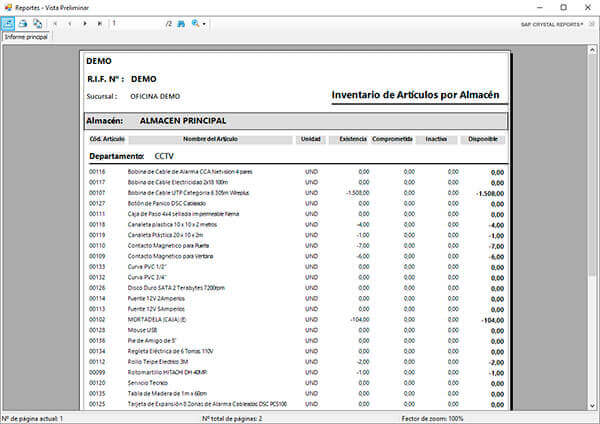 Reportes - Vista Preliminar
1 /2 SAP CRYSTAL REPORTS
Informe principal
DEMO
R.I.F. Nº : DEMO
Sucursal : OFICINA DEMO
Inventario de Artículos por Almacén
Almacén: ALMACEN PRINCIPAL
Cód. Artículo Nombre del Artículo Unidad Existencia Comprometida Inactiva Disponible
Departamento: CCTV
00116 Bobina de Cable de Alarma CCA Netvision 4 pares UND 0,00 0,00 0,00 0,00
00117 Bobina de Cable Electricidad 2x18 100m UND 0,00 0,00 0,00 0,00
00107 Bobina de Cable UTP Categoria 6 305m Wireplus UND -1.508,00 0,00 0,00 -1.508,00
00127 Botón de Panico DSC Cableado UND 0,00 0,00 0,00 0,00
00111 Caja de Paso 4x4 sellada impermeable Nema UND 0,00 0,00 0,00 0,00
00118 Canaleta plastica 10 x 10 x 2 metros UND -4,00 0,00 0,00 -4,00
00119 Canaleta Plástica 20 x 10 x 2m UND -1,00 0,00 0,00 -1,00
00110 Contacto Magnetico para Puerta UND -7,00 0,00 0,00 -7,00
00109 Contacto Magnetico para Ventana UND -6,00 0,00 0,00 -6,00
00133 Curva PVC 1/2" UND 0,00 0,00 0,00 0,00
00132 Curva PVC 3/4" UND 0,00 0,00 0,00 0,00
00126 Disco Duro SATA 2 Terabytes 7200rpm UND 0,00 0,00 0,00 0,00
00114 Fuente 12V 2Amperios UND 0,00 0,00 0,00 0,00
00113 Fuente 12V 5Amperios UND 0,00 0,00 0,00 0,00
00102 MORTADELA (CAJA) (E) UND -104,00 0,00 0,00 -104,00
00128 Mouse USB UND 0,00 0,00 0,00 0,00
00136 Pie de Amigo de 8" UND 0,00 0,00 0,00 0,00
00134 Regleta Eléctrica de 6 Tomas 110V UND 0,00 0,00 0,00 0,00
00112 Rollo Teipe Electrico 3M UND -2,00 0,00 0,00 -2,00
00099 Rotomartillo HITACHI DH 40MR UND -1,00 0,00 0,00 -1,00
00120 Servicio Tecnico UND 0,00 0,00 0,00 0,00
00135 Tabla de Madera de 1m x 60cm UND 0,00 0,00 0,00 0,00
00125 Tarjeta de Expansión 8 Zonas de Alarma Cableadas DSC PC5108 UND 0,00 0,00 0,00 0,00
Nº de página actual: 1 Nº total de páginas: 2 Factor de zoom: 100%